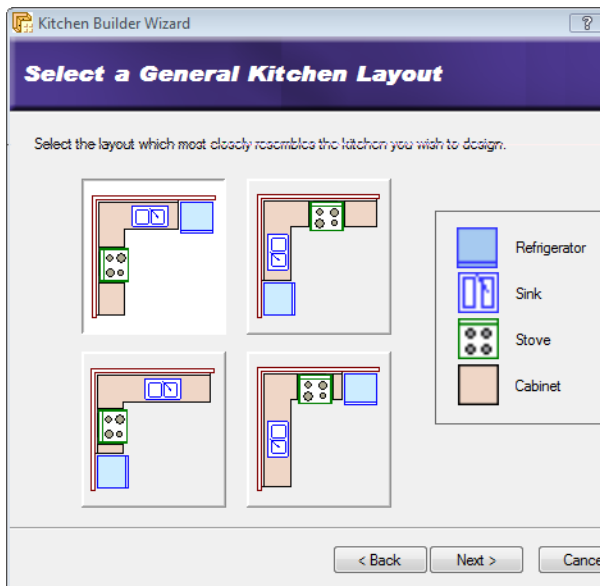 Kitchen Builder Wizard
?
Select a General Kitchen Layout
Select the layout which most closely resembles the kitchen you wish to design.
Refrigerator
Sink
Stove
Cabinet
< Back
Next >
Cance